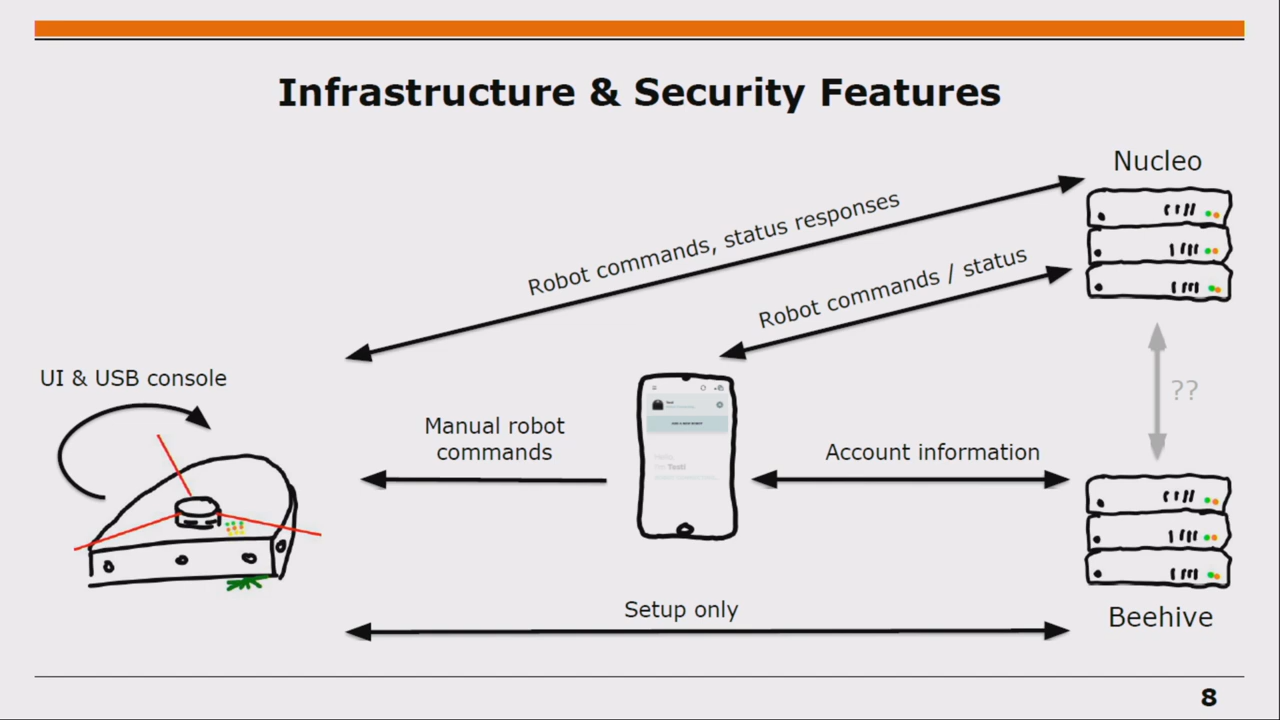 Infrastructure & Security Features
Nucleo
Robot commands, status responses
Robot commands / status
UI & USB console
??
Manual robot
commands
Account information
Setup only
Beehive
8